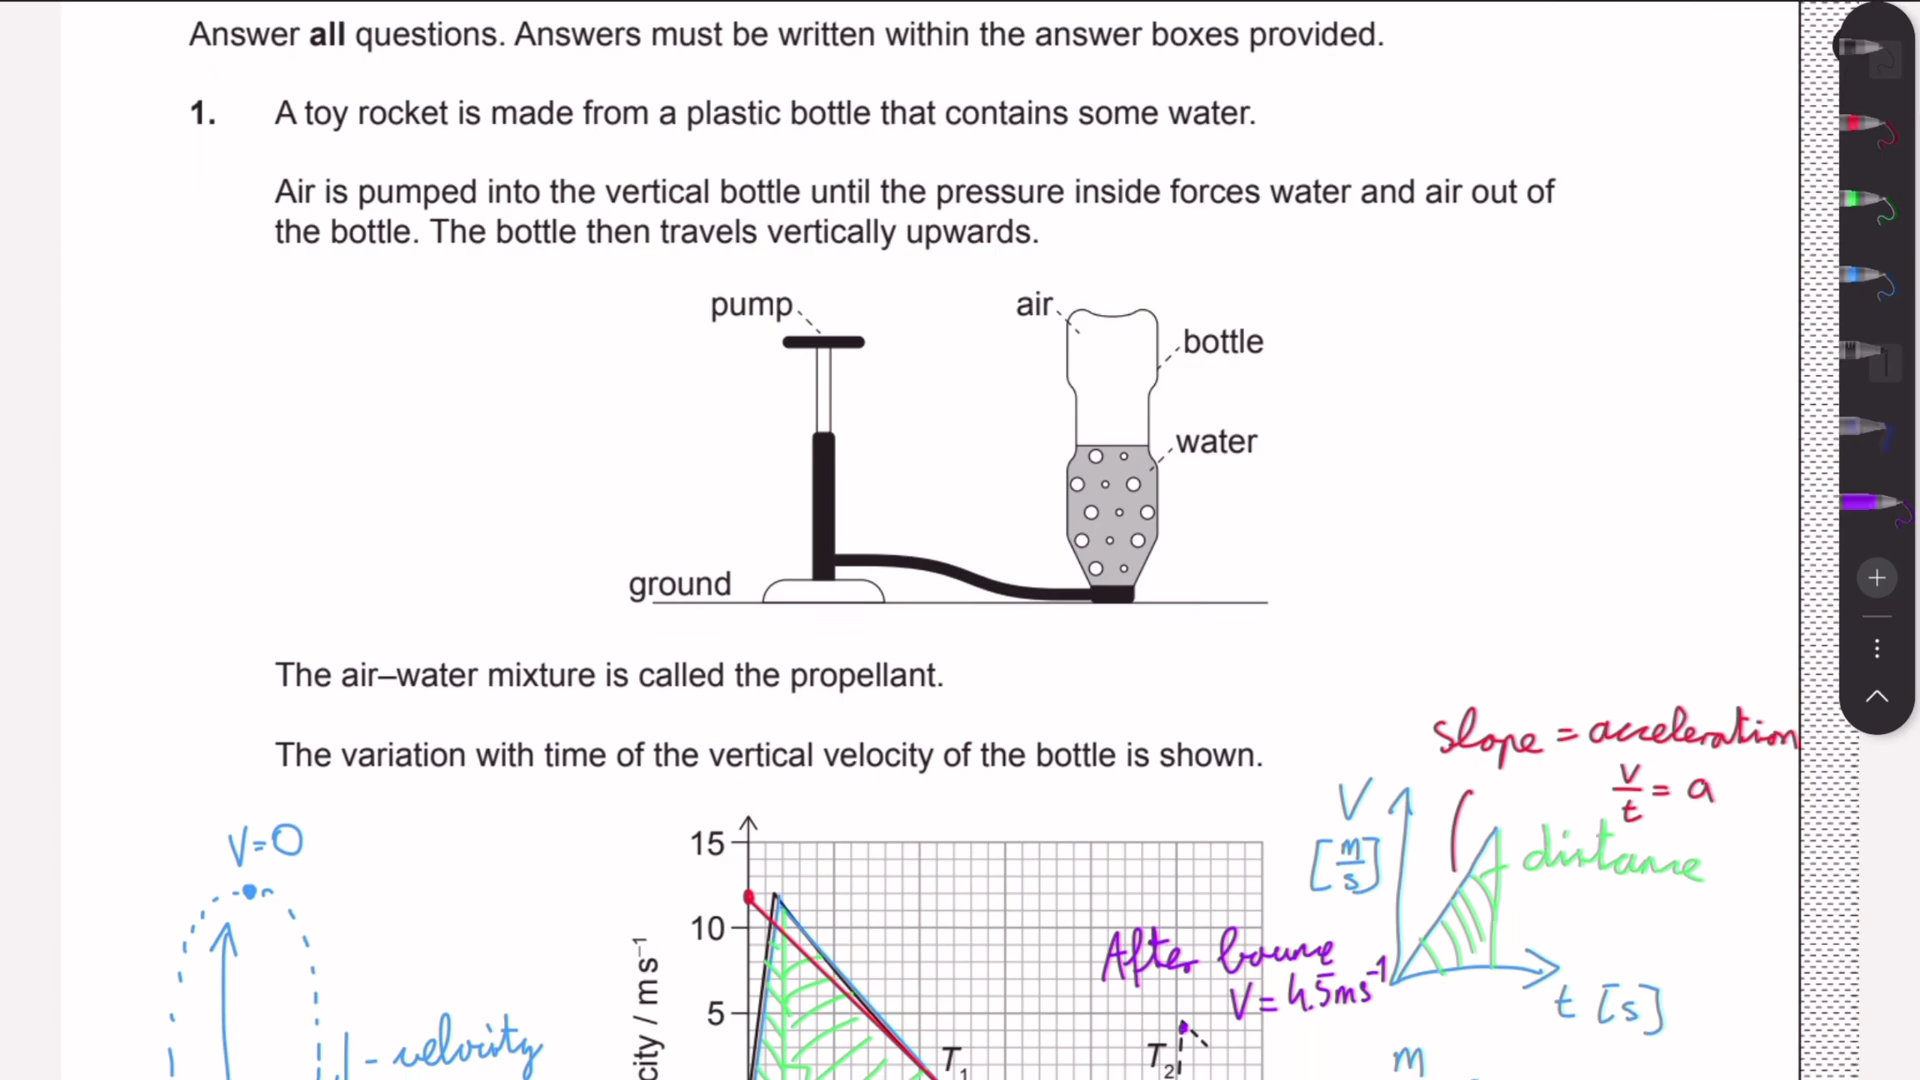 Answer all questions. Answers must be written within the answer boxes provided.
1. A toy rocket is made from a plastic bottle that contains some water.
Air is pumped into the vertical bottle until the pressure inside forces water and air out of
the bottle. The bottle then travels vertically upwards.
pump
air
bottle
water
ground
The air–water mixture is called the propellant.
The variation with time of the vertical velocity of the bottle is shown.
slope = acceleration
v/t = a
V
[m/s]
distance
t [s]
V=0
15
10
5
city / m s⁻¹
After bounce
V = 4.5ms⁻¹
T₁
T₂
- velocity
m